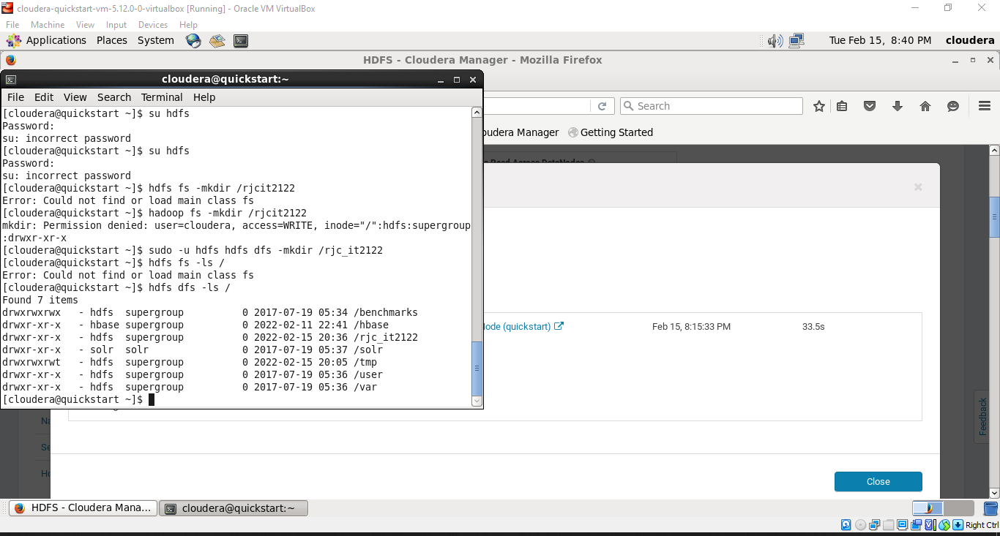 cloudera-quickstart-vm-5.12.0-0-virtualbox [Running] - Oracle VM VirtualBox
File Machine View Input Devices Help
Applications Places System Tue Feb 15, 8:40 PM cloudera
HDFS - Cloudera Manager - Mozilla Firefox
cloudera@quickstart:~
File Edit View Search Terminal Help
Search
oudera Manager Getting Started
[cloudera@quickstart ~]$ su hdfs
Password:
su: incorrect password
[cloudera@quickstart ~]$ su hdfs
Password:
su: incorrect password
[cloudera@quickstart ~]$ hdfs fs -mkdir /rjcit2122
Error: Could not find or load main class fs
[cloudera@quickstart ~]$ hadoop fs -mkdir /rjcit2122
mkdir: Permission denied: user=cloudera, access=WRITE, inode="/":hdfs:supergroup
:drwxr-xr-x
[cloudera@quickstart ~]$ sudo -u hdfs hdfs dfs -mkdir /rjc_it2122
[cloudera@quickstart ~]$ hdfs fs -ls /
Error: Could not find or load main class fs
[cloudera@quickstart ~]$ hdfs dfs -ls /
Found 7 items
drwxrwxrwx - hdfs supergroup 0 2017-07-19 05:34 /benchmarks
drwxr-xr-x - hbase supergroup 0 2022-02-11 22:41 /hbase
drwxr-xr-x - hdfs supergroup 0 2022-02-15 20:36 /rjc_it2122
drwxr-xr-x - solr solr 0 2017-07-19 05:37 /solr
drwxrwxrwt - hdfs supergroup 0 2022-02-15 20:05 /tmp
drwxr-xr-x - hdfs supergroup 0 2017-07-19 05:36 /user
drwxr-xr-x - hdfs supergroup 0 2017-07-19 05:36 /var
[cloudera@quickstart ~]$
Read Across DataNodes
ode (quickstart) Feb 15, 8:15:33 PM 33.5s
Na
Se
Ho
Feedback
Close
HDFS - Cloudera Mana... cloudera@quickstart:~
Right Ctrl